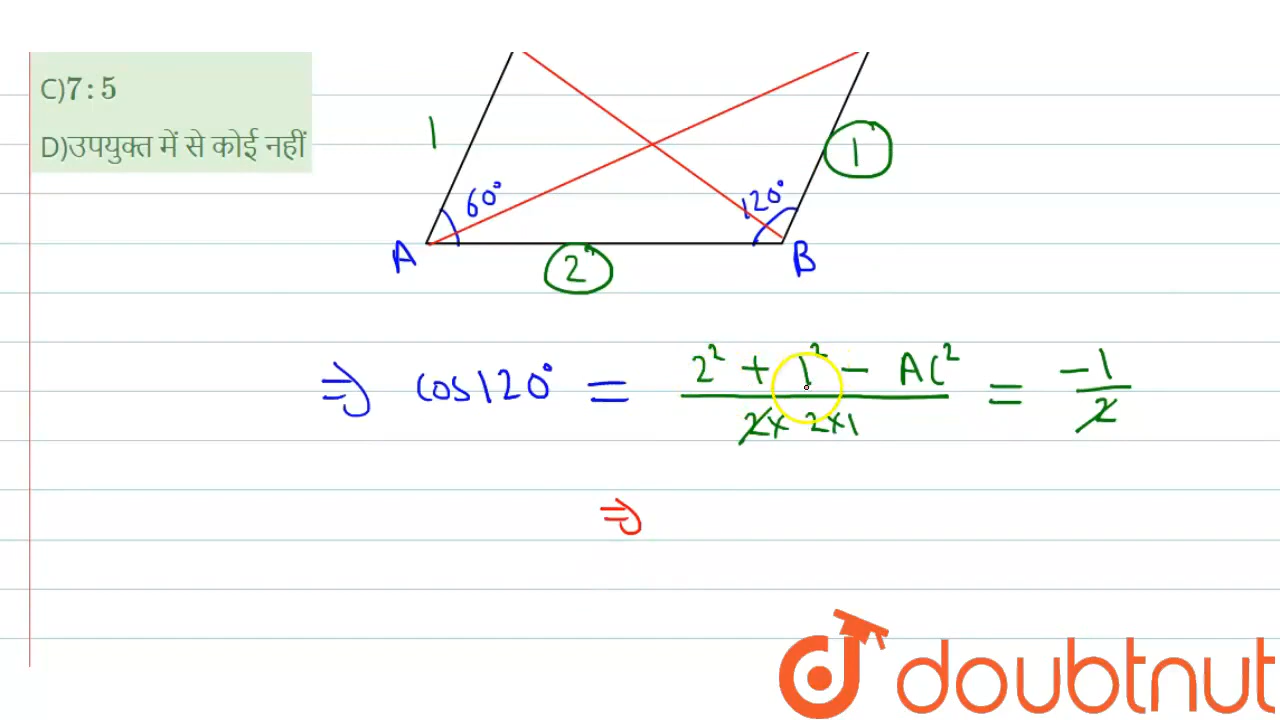 C)7 : 5
D)उपयुक्त में से कोई नहीं
1
60°
120°
1
A
2
B
⇒ cos120° = (2² + 1² - AC²) / (2× 2×1) = -1/2
⇒
doubtnut